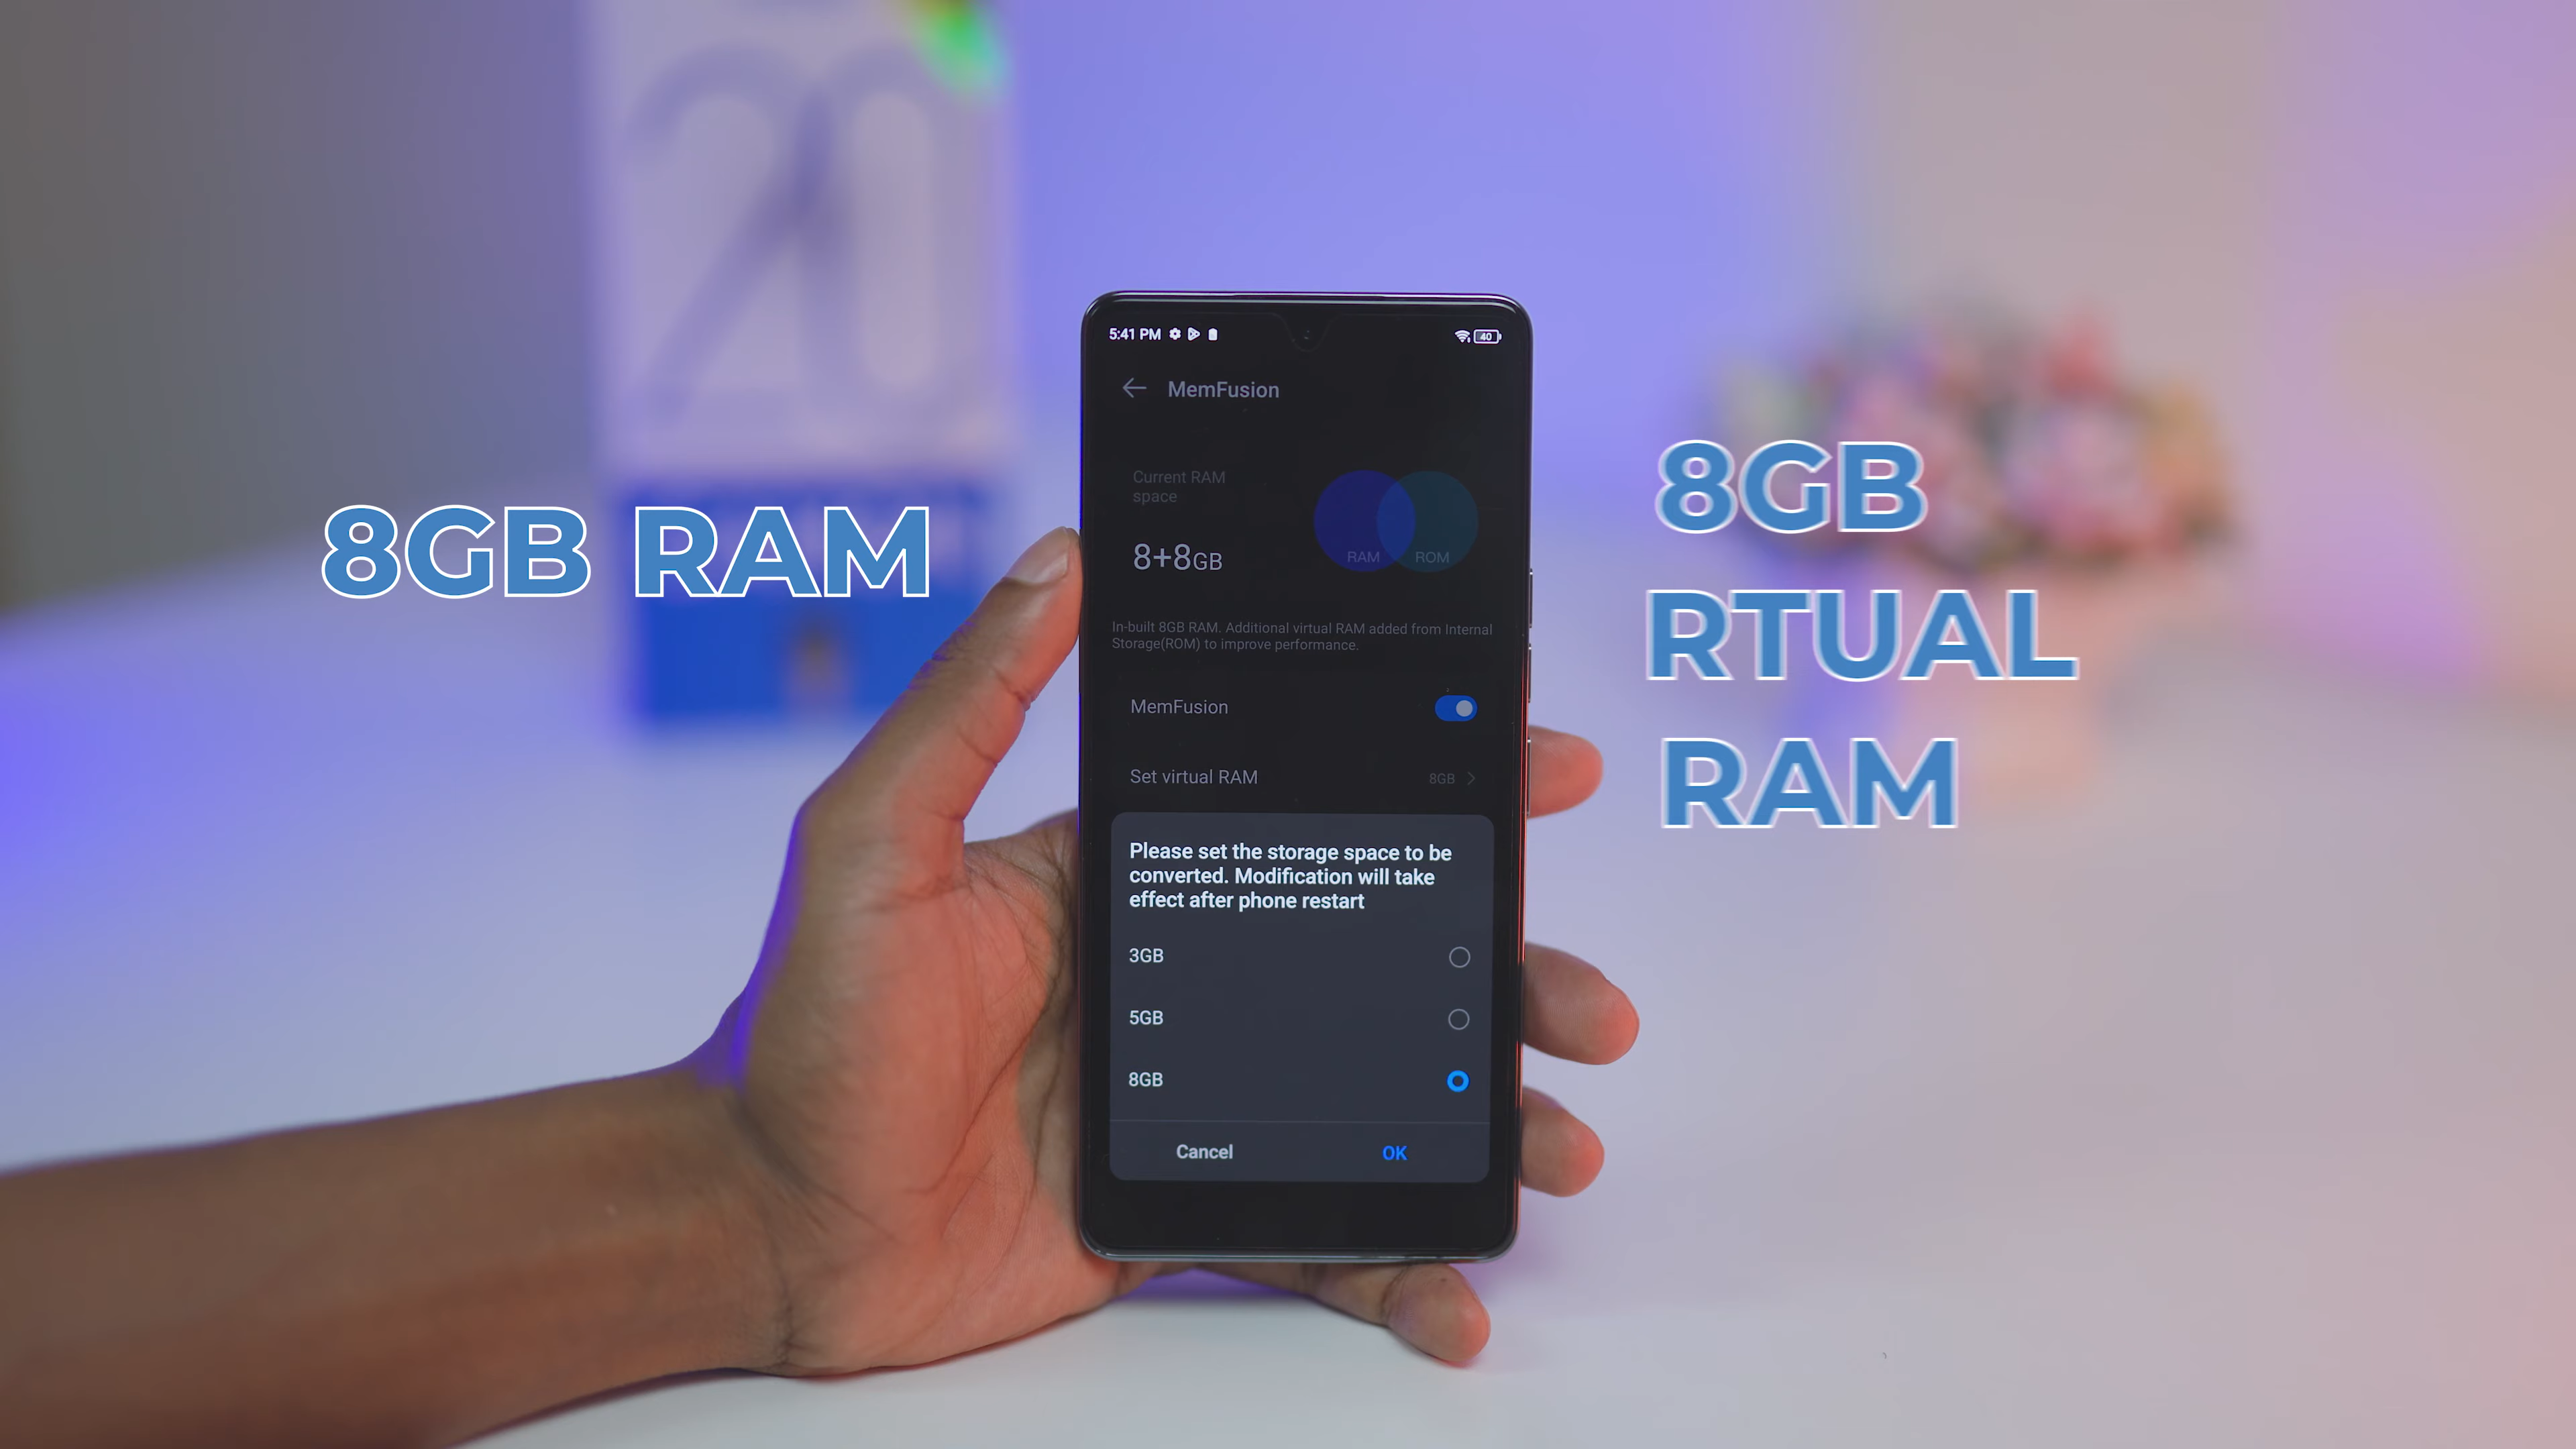 20
8GB RAM
8GB
RTUAL
RAM
5:41 PM
40
MemFusion
Current RAM
space
8+8GB
RAM
ROM
In-built 8GB RAM. Additional virtual RAM added from Internal
Storage(ROM) to improve performance.
MemFusion
Set virtual RAM
8GB
Please set the storage space to be
converted. Modification will take
effect after phone restart
3GB
5GB
8GB
Cancel
OK